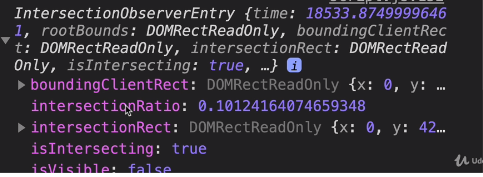 IntersectionObserverEntry {time: 18533.8749999646
1, rootBounds: DOMRectReadOnly, boundingClientRec
t: DOMRectReadOnly, intersectionRect: DOMRectRead
Only, isIntersecting: true, …} i
boundingClientRect: DOMRectReadOnly {x: 0, y: …
intersectionRatio: 0.10124164074659348
intersectionRect: DOMRectReadOnly {x: 0, y: 42…
isIntersecting: true
isVisible: false